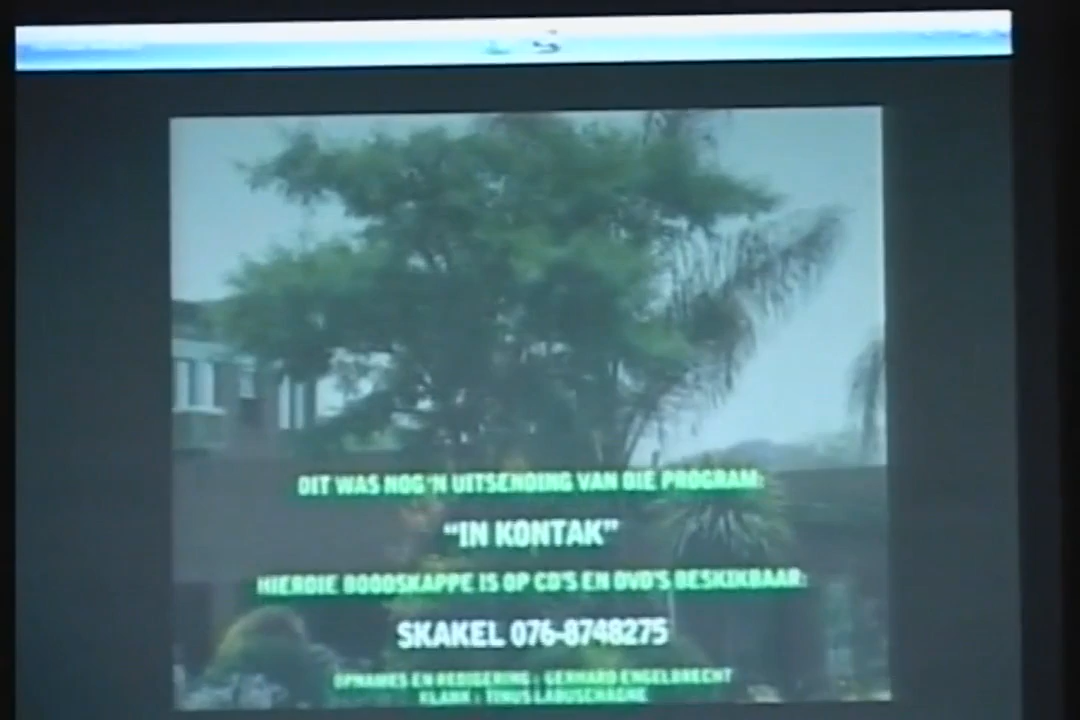 DIT WAS NOG 'N UITSENDING VAN DIE PROGRAM:
"IN KONTAK"
HIERDIE BOODSKAPPE IS OP CD'S EN DVD'S BESKIKBAAR:
SKAKEL 076-8748275
OPNAMES EN REDIGERING : GERHARD ENGELBRECHT
KLANK : TINUS LABUSCHAGNE